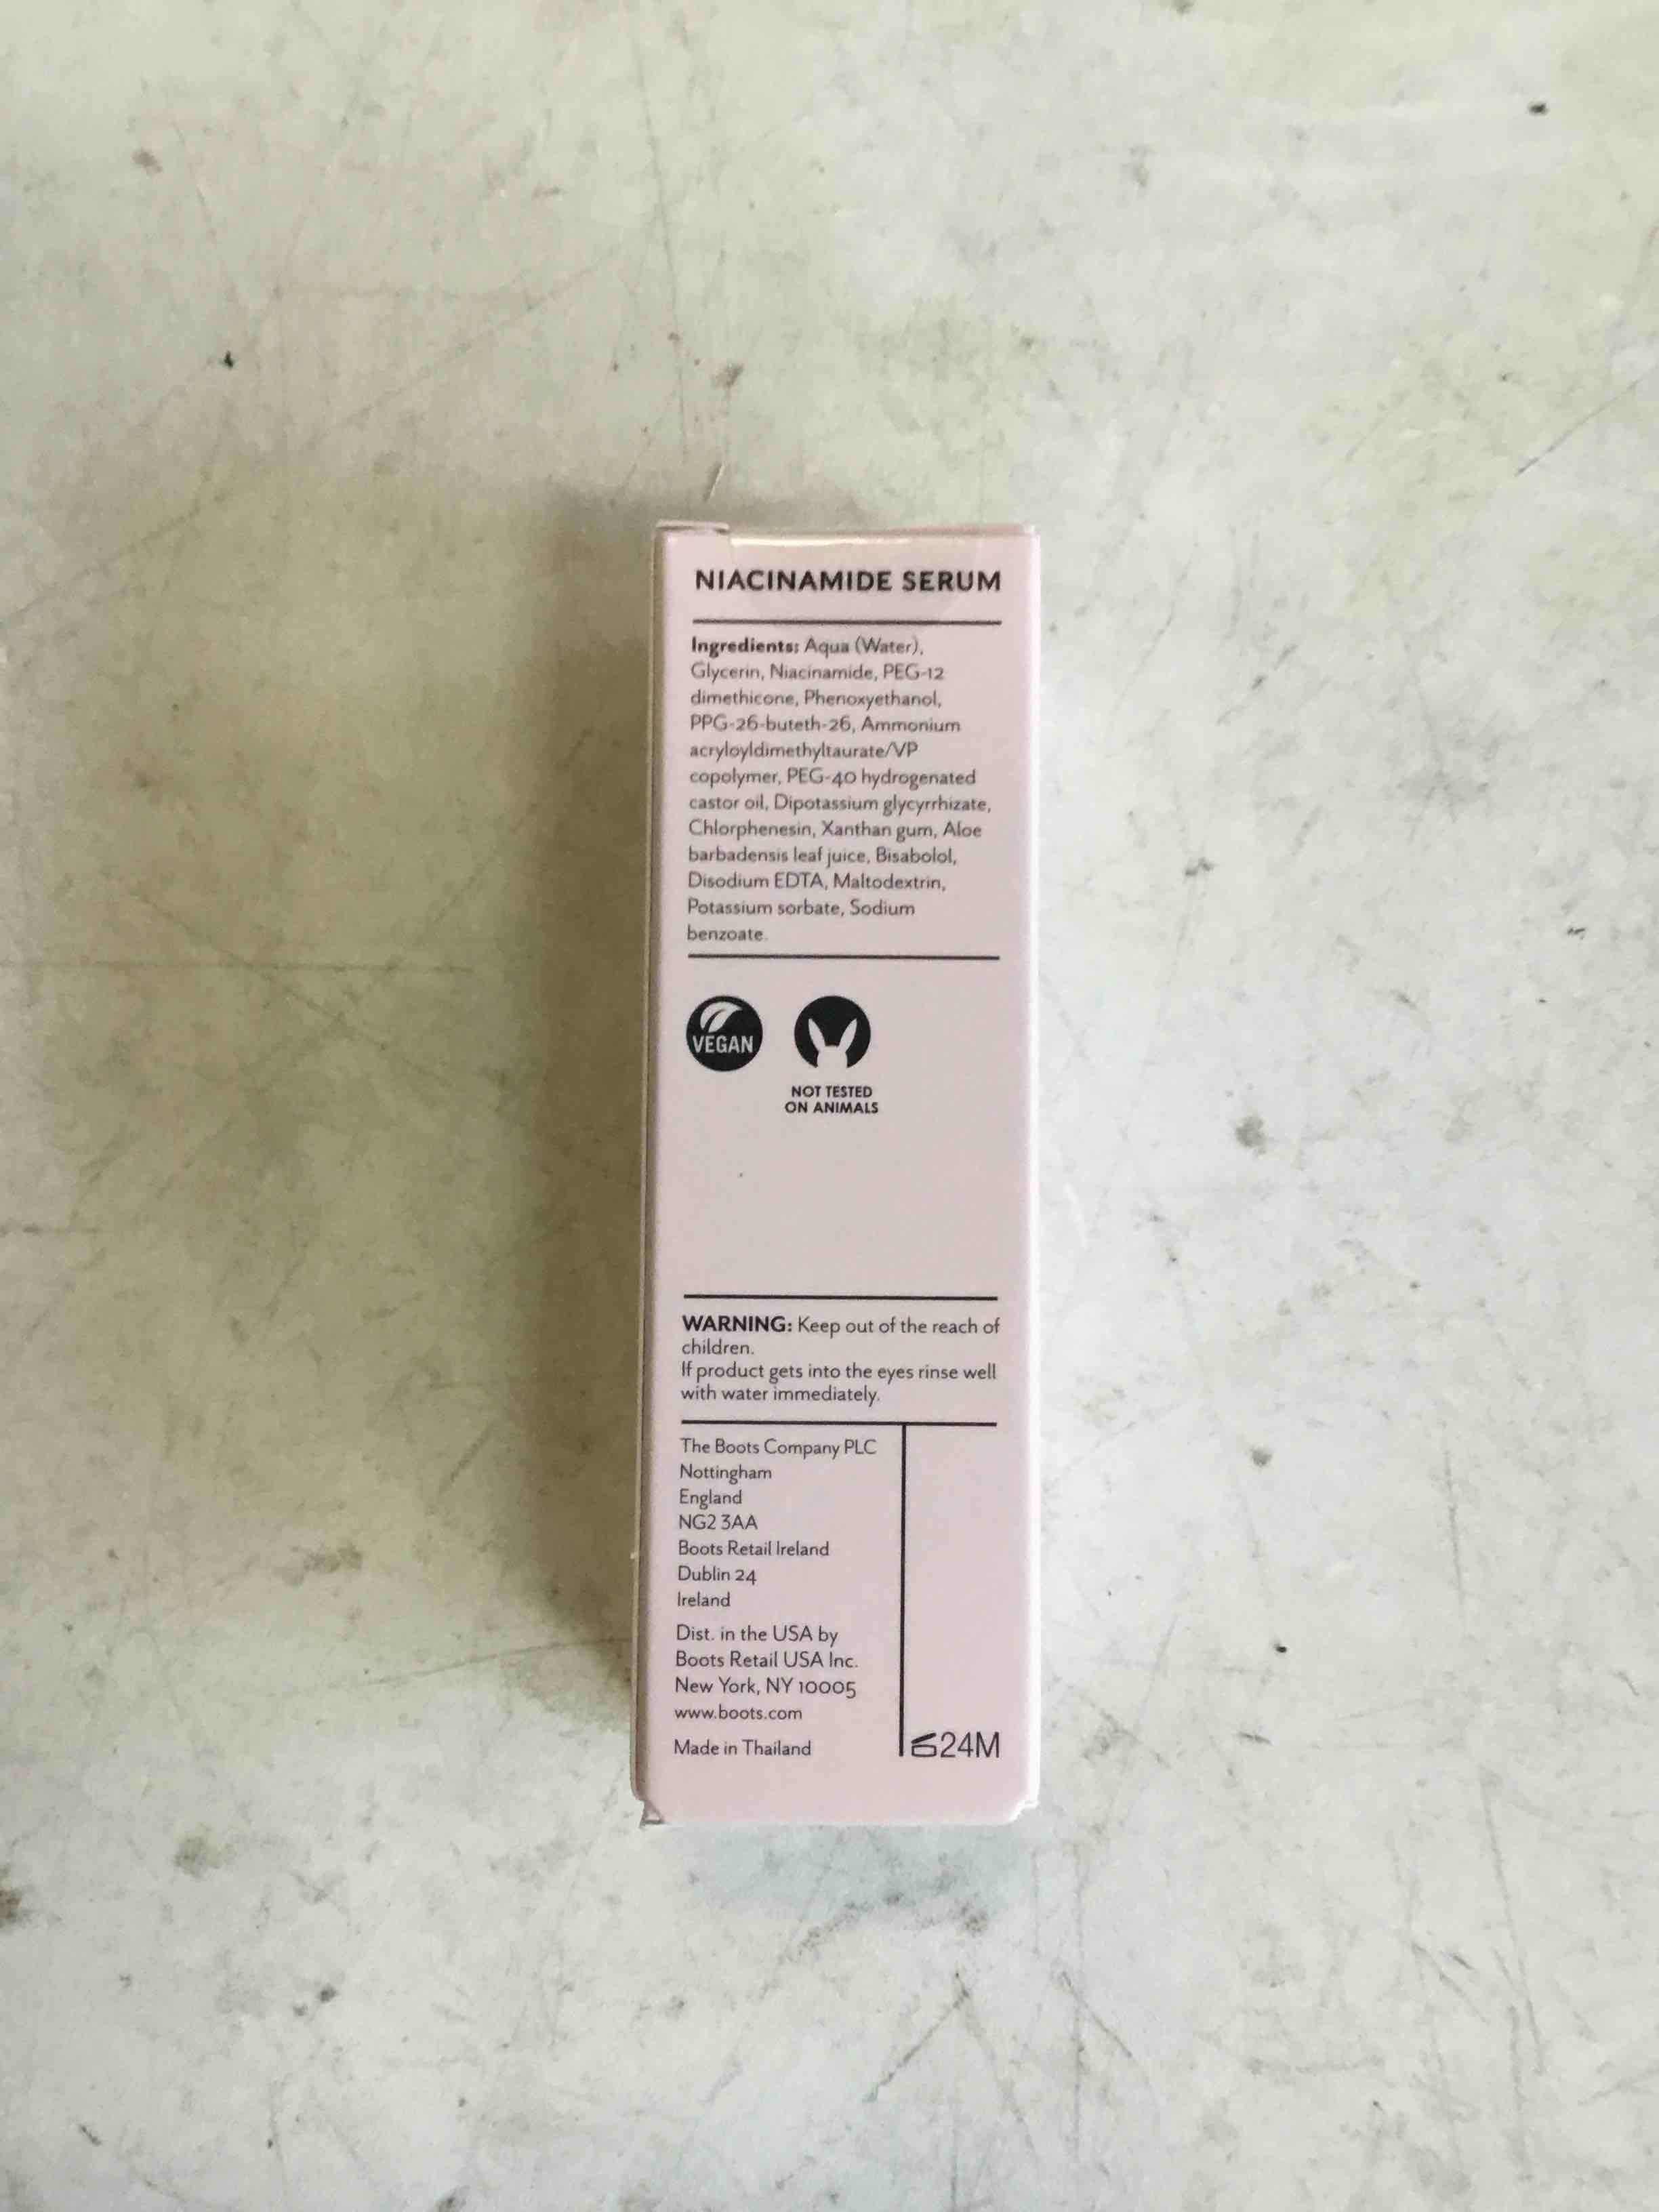 NIACINAMIDE SERUM
Ingredients: Aqua (Water),
Glycerin, Niacinamide, PEG-12
dimethicone, Phenoxyethanol,
PPG-26-buteth-26, Ammonium
acryloyldimethyltaurate/VP
copolymer, PEG-40 hydrogenated
castor oil, Dipotassium glycyrrhizate,
Chlorphenesin, Xanthan gum, Aloe
barbadensis leaf juice, Bisabolol,
Disodium EDTA, Maltodextrin,
Potassium sorbate, Sodium
benzoate.
VEGAN
NOT TESTED
ON ANIMALS
WARNING: Keep out of the reach of
children.
If product gets into the eyes rinse well
with water immediately.
The Boots Company PLC
Nottingham
England
NG2 3AA
Boots Retail Ireland
Dublin 24
Ireland
Dist. in the USA by
Boots Retail USA Inc.
New York, NY 10005
www.boots.com
Made in Thailand
24M